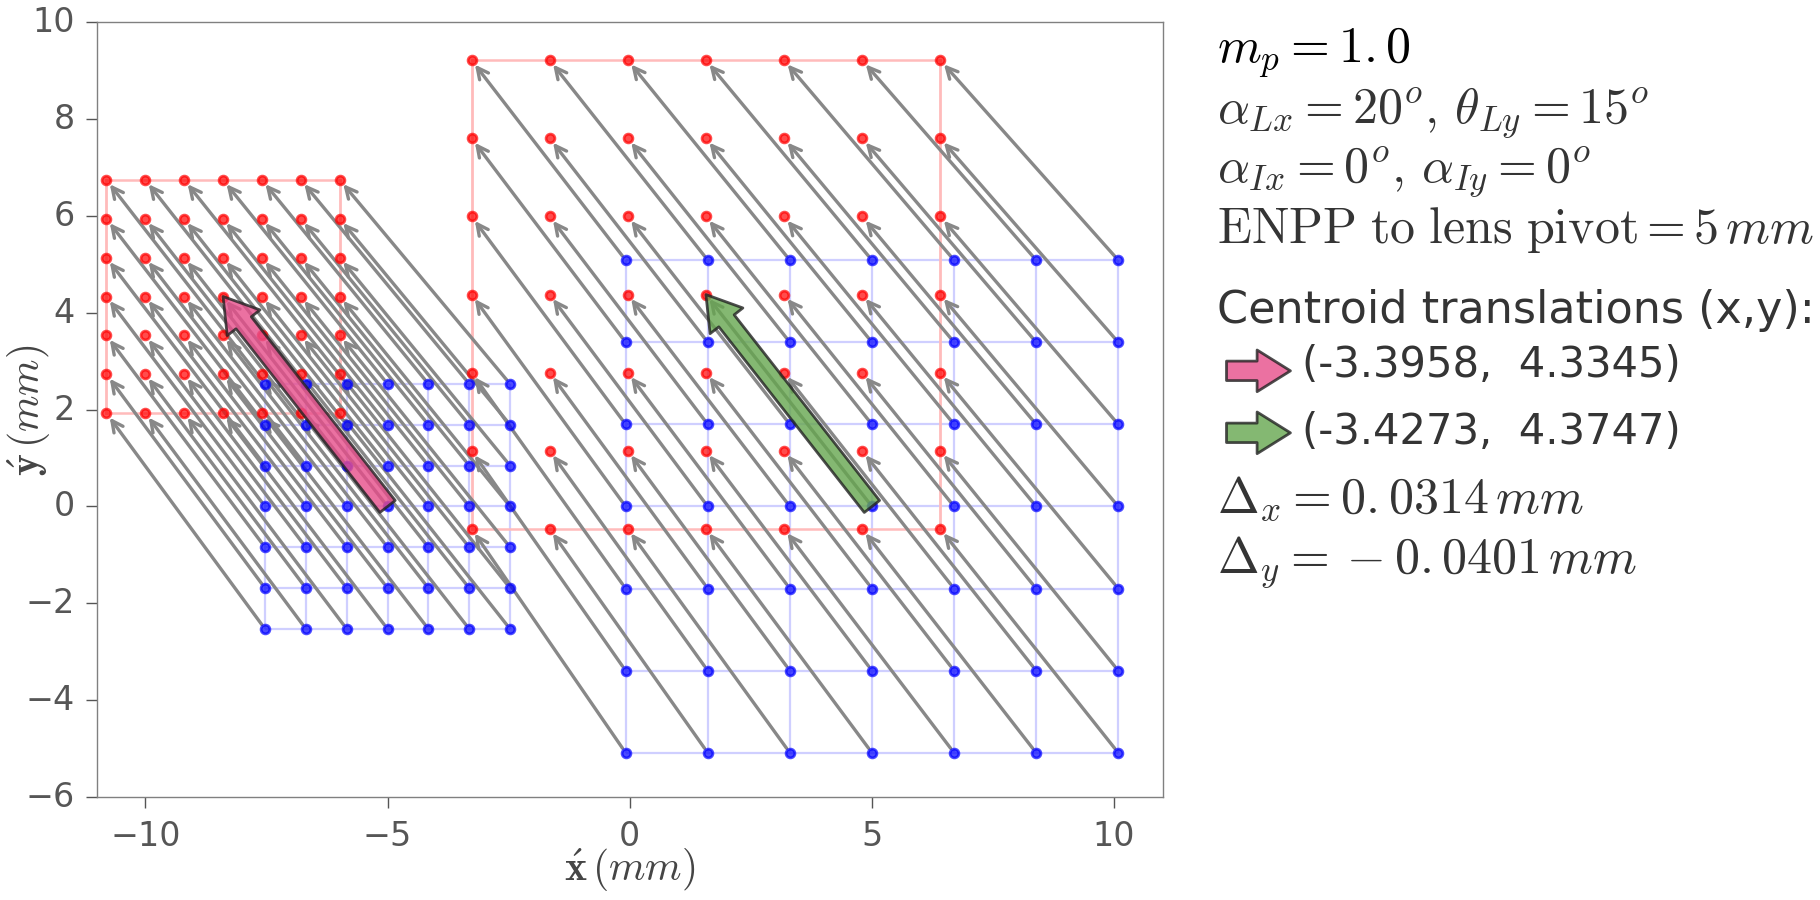 10
8
6
4
2
0
−2
−4
−6
ý (mm)
−10 −5 0 5 10
x́ (mm)
m_p = 1.0
α_Lx = 20°, θ_Ly = 15°
α_Ix = 0°, α_Iy = 0°
ENPP to lens pivot = 5 mm
Centroid translations (x,y):
(-3.3958, 4.3345)
(-3.4273, 4.3747)
Δ_x = 0.0314 mm
Δ_y = −0.0401 mm